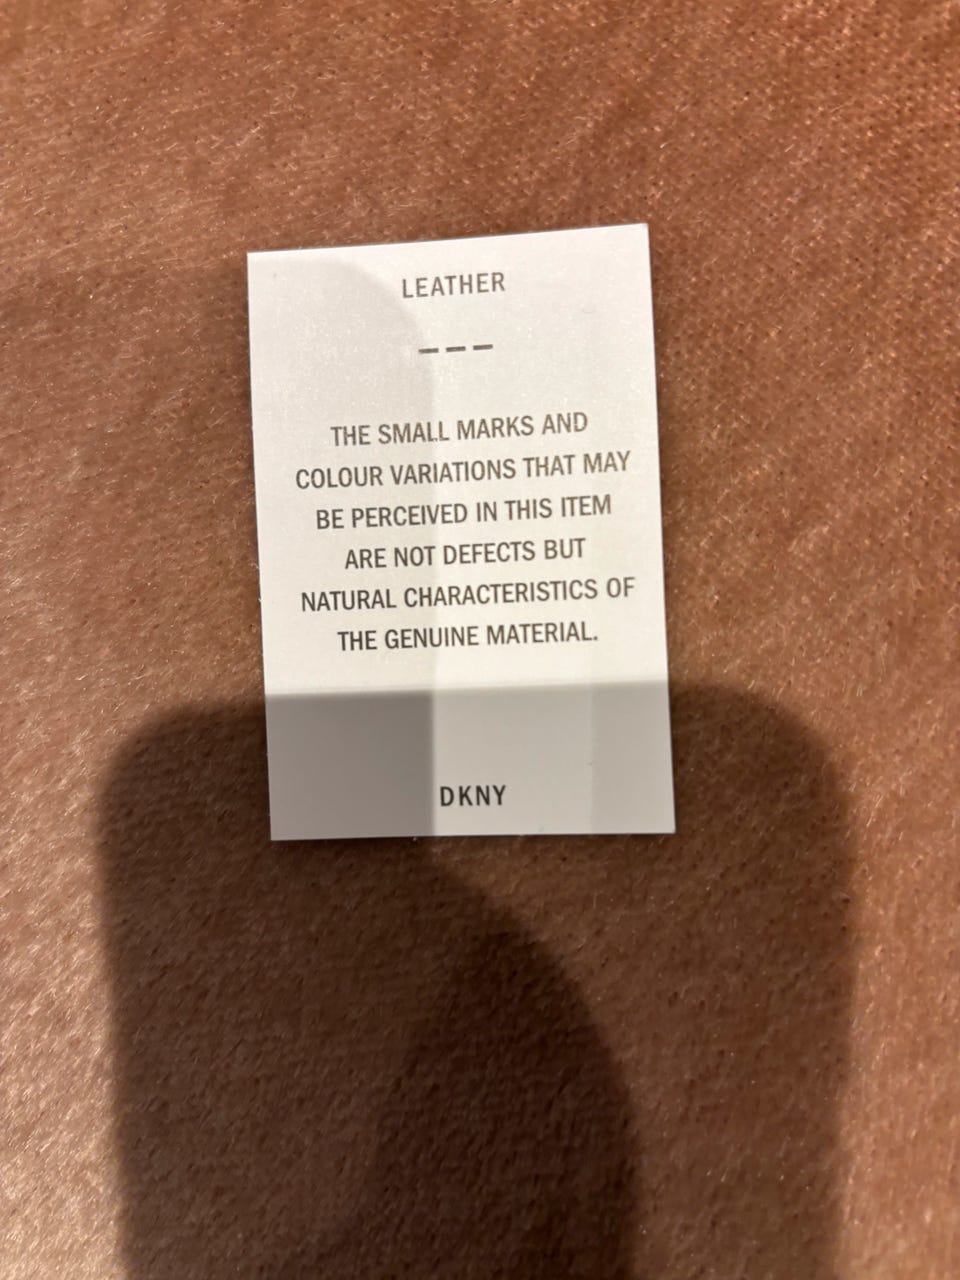 LEATHER
---
THE SMALL MARKS AND
COLOUR VARIATIONS THAT MAY
BE PERCEIVED IN THIS ITEM
ARE NOT DEFECTS BUT
NATURAL CHARACTERISTICS OF
THE GENUINE MATERIAL.
DKNY